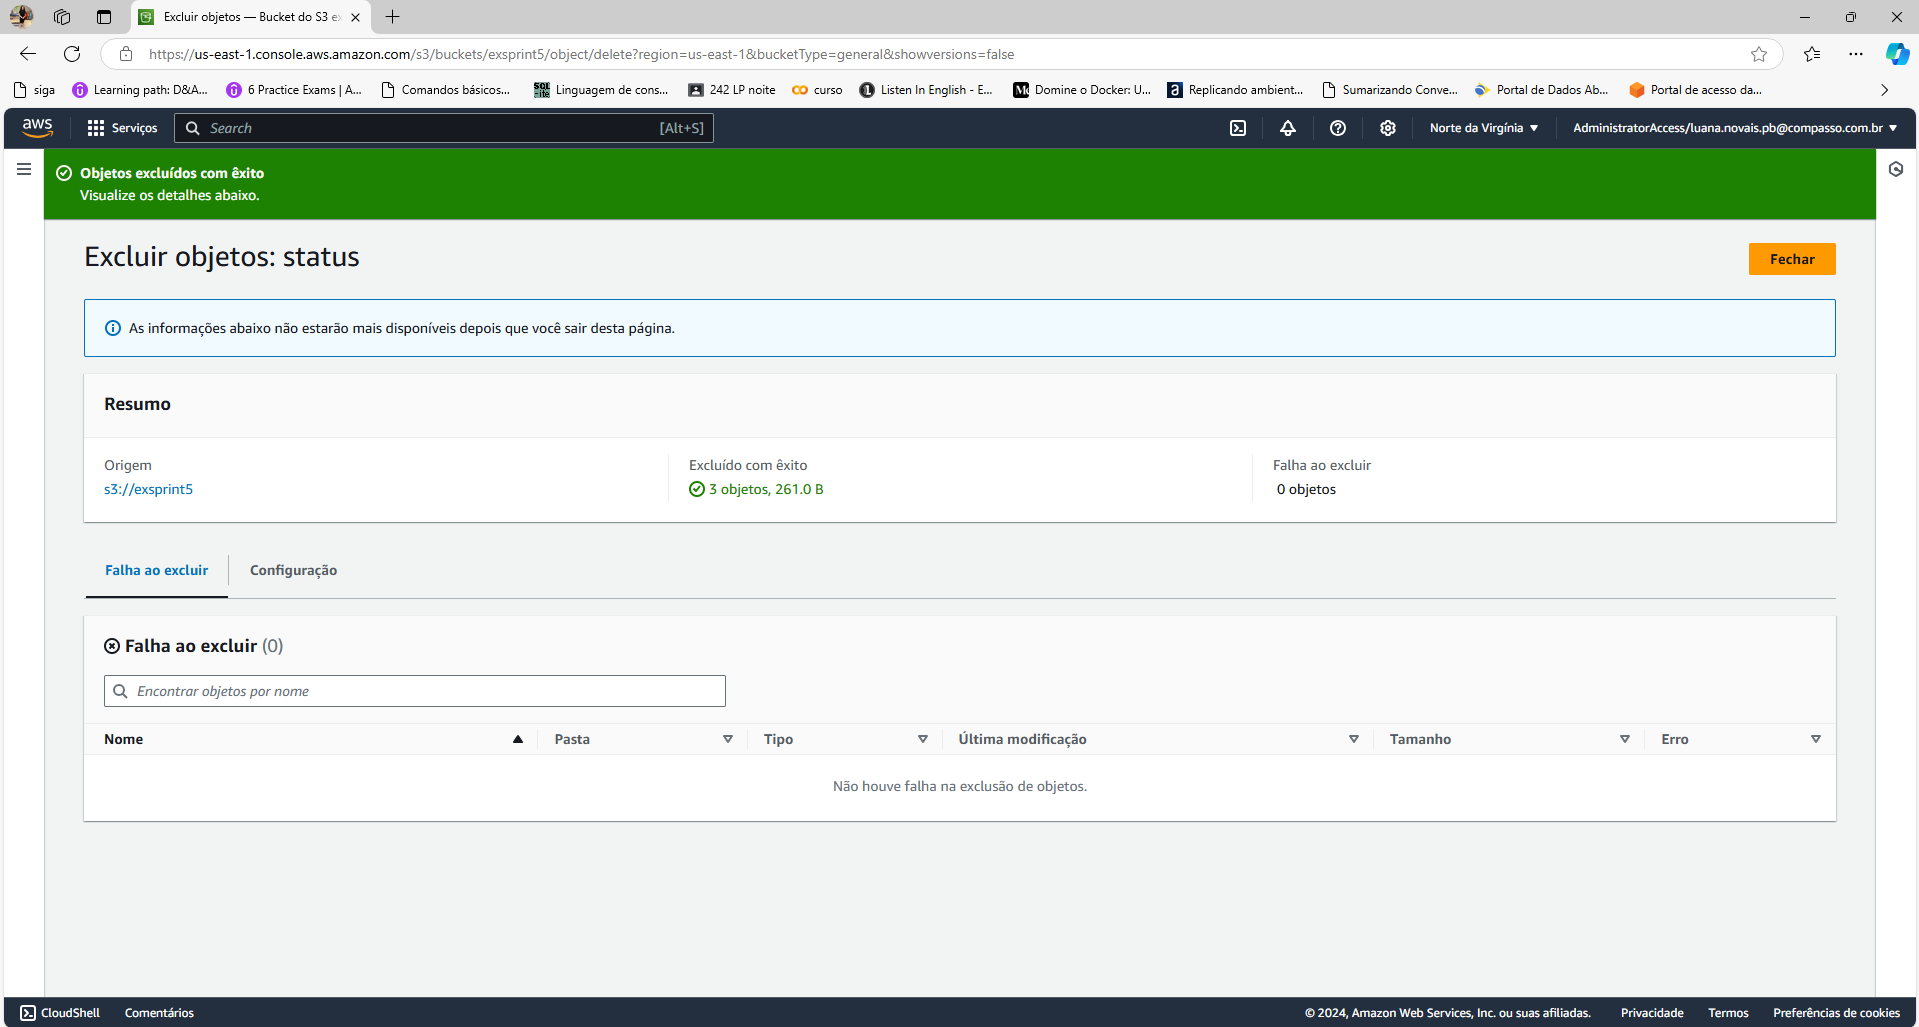 Excluir objetos — Bucket do S3 ex
https://us-east-1.console.aws.amazon.com/s3/buckets/exsprint5/object/delete?region=us-east-1&bucketType=general&showversions=false
siga
Learning path: D&A...
6 Practice Exams | A...
Comandos básicos...
Linguagem de cons...
242 LP noite
curso
Listen In English - E...
Domine o Docker: U...
Replicando ambient...
Sumarizando Conve...
Portal de Dados Ab...
Portal de acesso da...
aws
Serviços
Search
[Alt+S]
Norte da Virgínia
AdministratorAccess/luana.novais.pb@compasso.com.br
Objetos excluídos com êxito
Visualize os detalhes abaixo.
Excluir objetos: status
Fechar
As informações abaixo não estarão mais disponíveis depois que você sair desta página.
Resumo
Origem
s3://exsprint5
Excluído com êxito
3 objetos, 261.0 B
Falha ao excluir
0 objetos
Falha ao excluir
Configuração
Falha ao excluir (0)
Encontrar objetos por nome
Nome
Pasta
Tipo
Última modificação
Tamanho
Erro
Não houve falha na exclusão de objetos.
CloudShell
Comentários
© 2024, Amazon Web Services, Inc. ou suas afiliadas.
Privacidade
Termos
Preferências de cookies